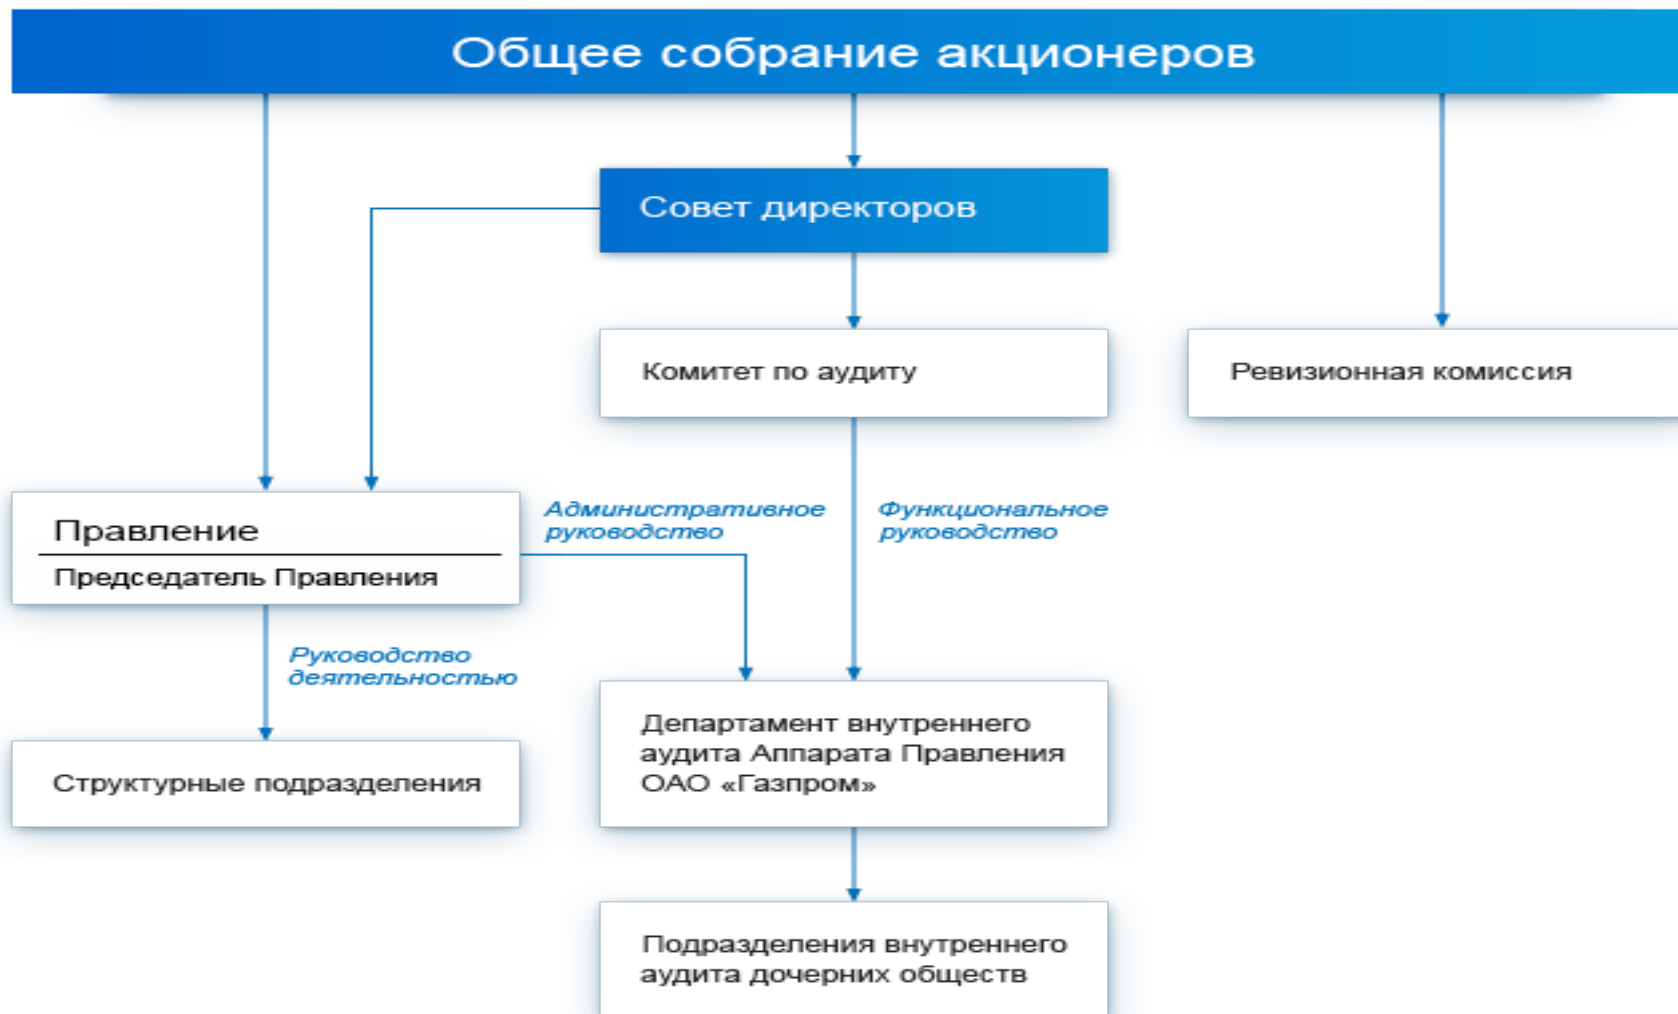 Общее собрание акционеров
Совет директоров
Комитет по аудиту
Ревизионная комиссия
Правление
Председатель Правления
Административное
руководство
Функциональное
руководство
Руководство
деятельностью
Структурные подразделения
Департамент внутреннего
аудита Аппарата Правления
ОАО «Газпром»
Подразделения внутреннего
аудита дочерних обществ